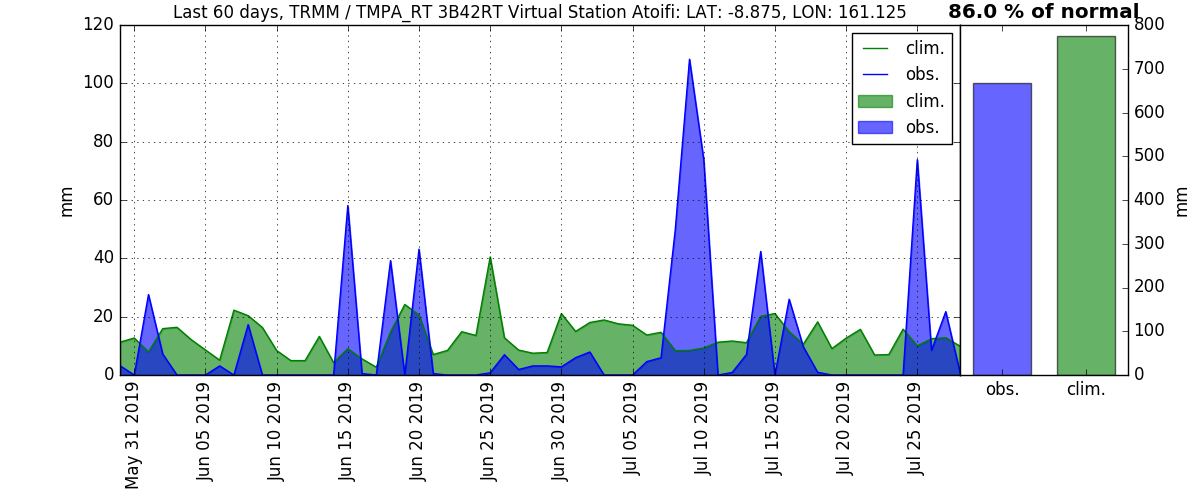 Last 60 days, TRMM / TMPA_RT 3B42RT Virtual Station Atoifi: LAT: -8.875, LON: 161.125
86.0 % of normal
120
100
80
60
40
20
0
mm
clim.
obs.
clim.
obs.
800
700
600
500
400
300
200
100
0
mm
May 31 2019
Jun 05 2019
Jun 10 2019
Jun 15 2019
Jun 20 2019
Jun 25 2019
Jun 30 2019
Jul 05 2019
Jul 10 2019
Jul 15 2019
Jul 20 2019
Jul 25 2019
obs.
clim.